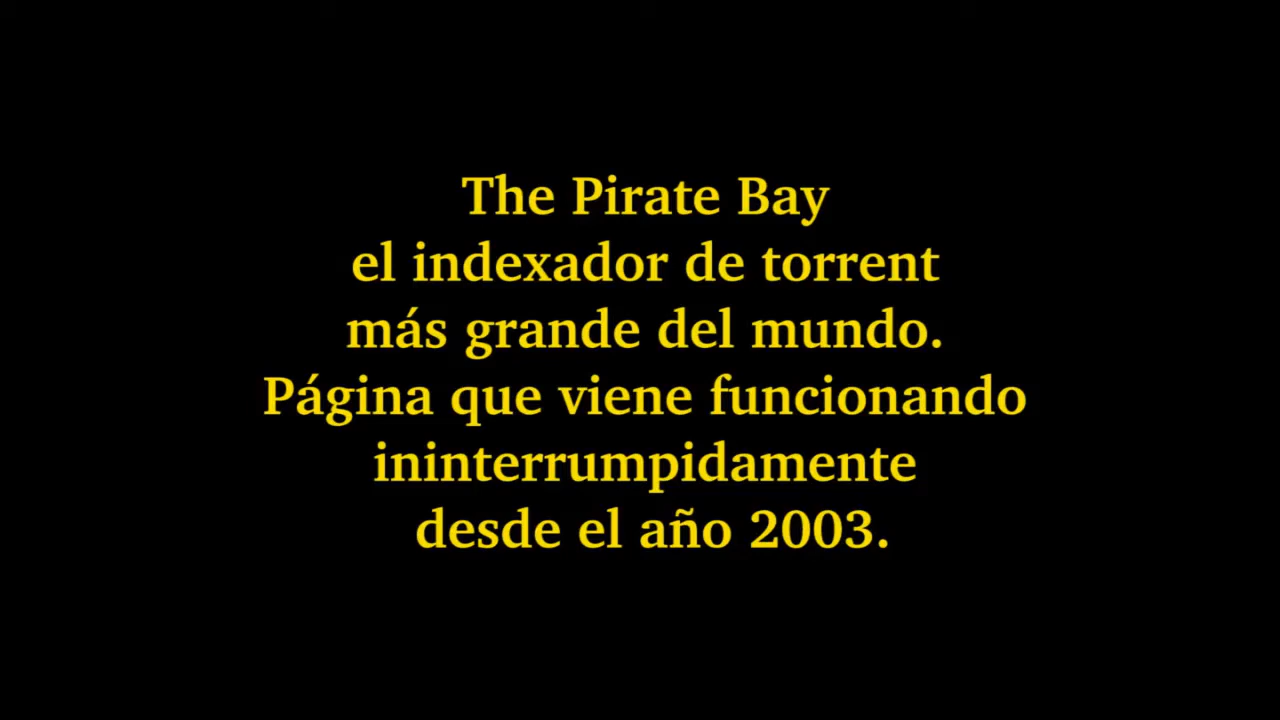 The Pirate Bay
el indexador de torrent
más grande del mundo.
Página que viene funcionando
ininterrumpidamente
desde el año 2003.